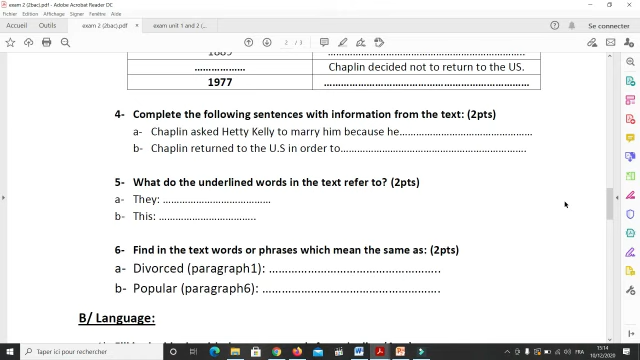 exam 2 (2bac).pdf - Adobe Acrobat Reader DC
Fichier Edition Affichage Signer Fenêtre Aide
Accueil Outils exam 2 (2bac).pdf × exam unit 1 and 2 (... Se connecter
2 / 3
1889 ……………………………………………………
……………… Chaplin decided not to return to the US.
1977 ……………………………………………………
4- Complete the following sentences with information from the text: (2pts)
a- Chaplin asked Hetty Kelly to marry him because he……………………………………
b- Chaplin returned to the U.S in order to……………………………………………………
5- What do the underlined words in the text refer to? (2pts)
a- They: ………………………………
b- This: …………………………..
6- Find in the text words or phrases which mean the same as: (2pts)
a- Divorced (paragraph1): …………………………………………..
b- Popular (paragraph6): …………………………………………..
B/ Language:
Taper ici pour rechercher FRA 15:14
10/12/2020